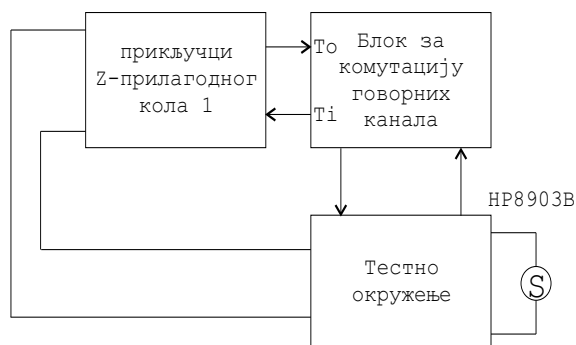 прикључци
Z-прилагодног
кола 1
To
Ti
Блок за
комутацију
говорних
канала
HP8903B
Тестно
окружење
S